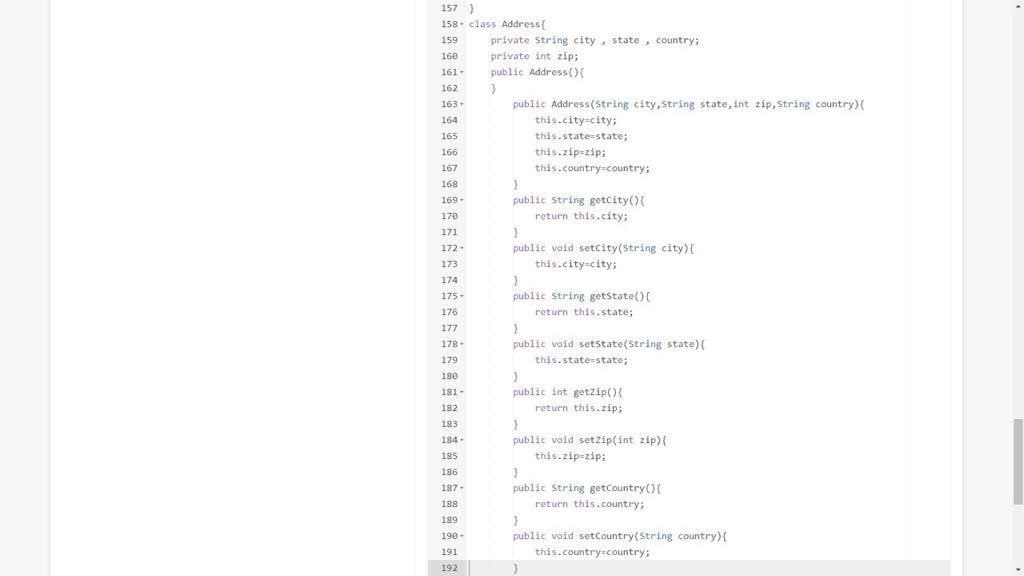 157 }
158 class Address{
159     private String city , state , country;
160     private int zip;
161     public Address(){
162     }
163         public Address(String city,String state,int zip,String country){
164             this.city=city;
165             this.state=state;
166             this.zip=zip;
167             this.country=country;
168         }
169         public String getCity(){
170             return this.city;
171         }
172         public void setCity(String city){
173             this.city=city;
174         }
175         public String getState(){
176             return this.state;
177         }
178         public void setState(String state){
179             this.state=state;
180         }
181         public int getZip(){
182             return this.zip;
183         }
184         public void setZip(int zip){
185             this.zip=zip;
186         }
187         public String getCountry(){
188             return this.country;
189         }
190         public void setCountry(String country){
191             this.country=country;
192         }